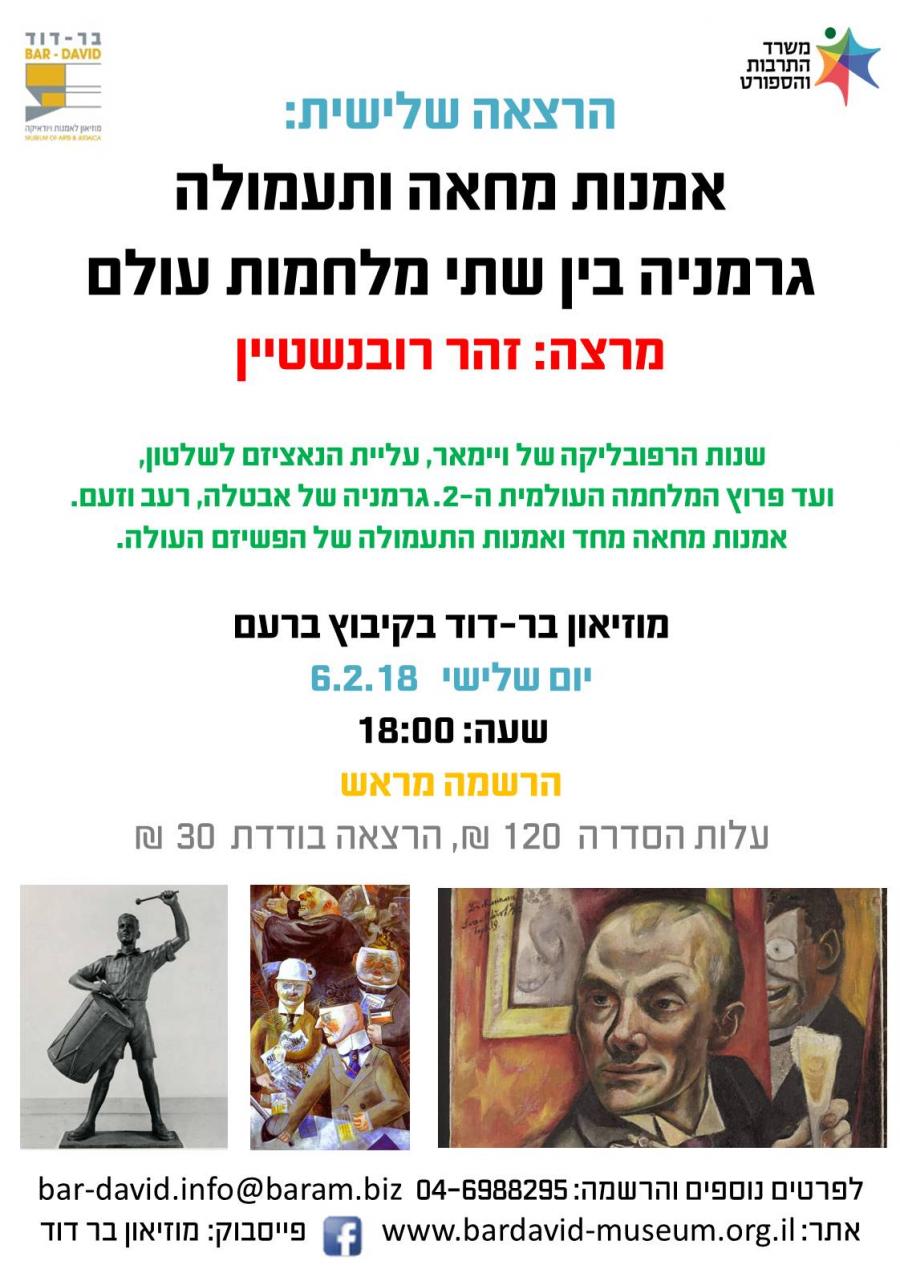 בר-דוד
BAR - DAVID
מוזיאון לאמנות ויודאיקה
MUSEUM OF ARTS & JUDAICA
משרד
התרבות
והספורט
הרצאה שלישית:
אמנות מחאה ותעמולה
גרמניה בין שתי מלחמות עולם
מרצה: זהר רובנשטיין
שנות הרפובליקה של ויימאר, עליית הנאציזם לשלטון,
ועד פרוץ המלחמה העולמית ה-2. גרמניה של אבטלה, רעב וזעם.
אמנות מחאה מחד ואמנות התעמולה של הפשיזם העולה.
מוזיאון בר-דוד בקיבוץ ברעם
יום שלישי 6.2.18
שעה: 18:00
הרשמה מראש
עלות הסדרה 120 ₪, הרצאה בודדת 30 ₪
לפרטים נוספים והרשמה: 04-6988295 bar-david.info@baram.biz
אתר: www.bardavid-museum.org.il פייסבוק: מוזיאון בר דוד